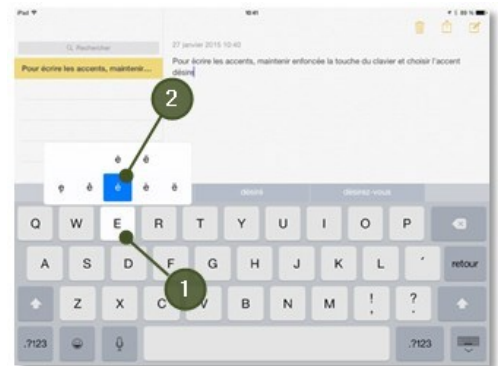 iPad
10:41
89 %
Rechercher
Pour écrire les accents, maintenir...
27 janvier 2015 10:40
Pour écrire les accents, maintenir enfoncée la touche du clavier et choisir l'accent
désiré
2
ė ē
ę ê é è ë
désiré désirez-vous
Q W E R T Y U I O P
A S D F G H J K L ´ retour
1
Z X C V B N M ! , ? .
.?123 .?123